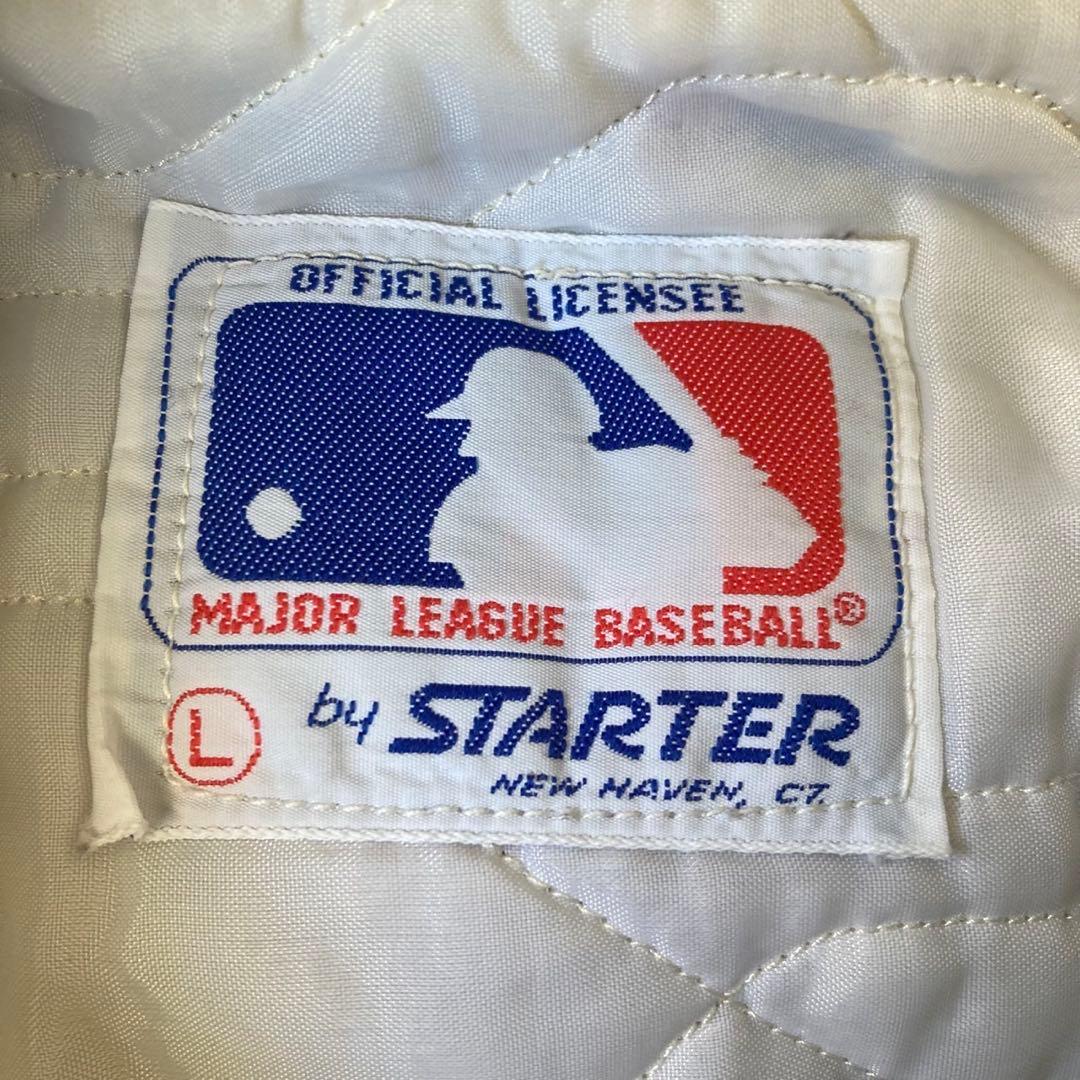 OFFICIAL LICENSEE
MAJOR LEAGUE BASEBALL®
L by STARTER
NEW HAVEN, CT.